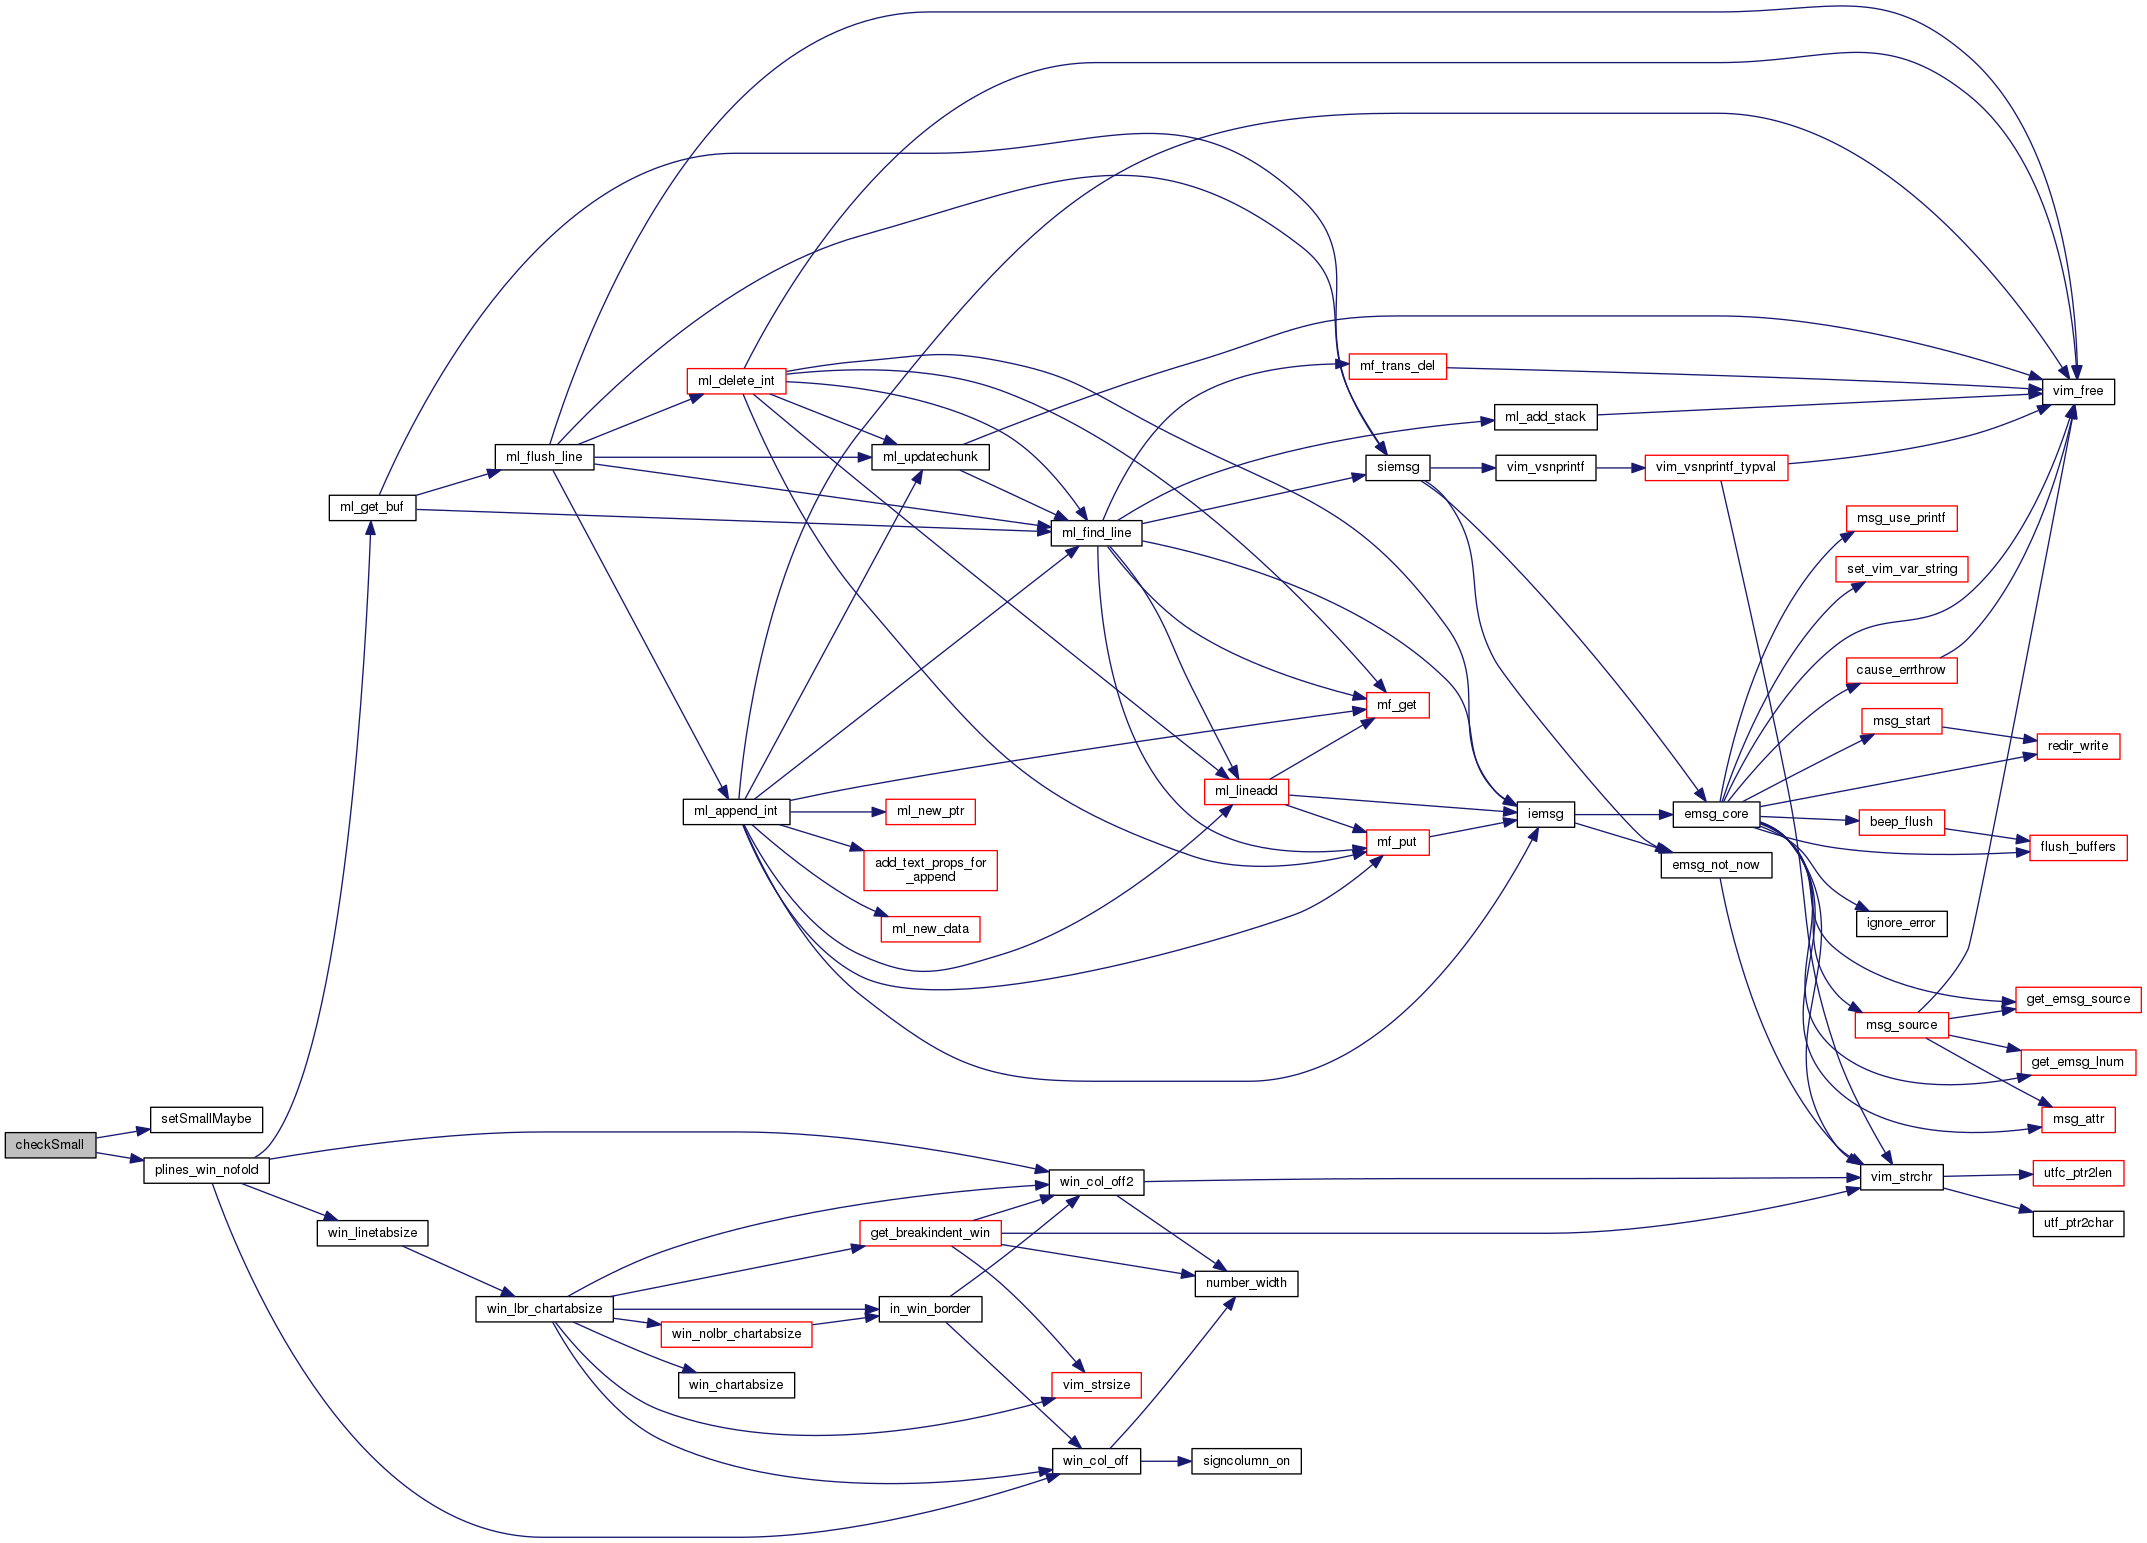 checkSmall
setSmallMaybe
plines_win_nofold
ml_get_buf
win_linetabsize
ml_flush_line
win_lbr_chartabsize
ml_delete_int
ml_append_int
win_nolbr_chartabsize
win_chartabsize
ml_updatechunk
ml_new_ptr
add_text_props_for
_append
ml_new_data
get_breakindent_win
in_win_border
ml_find_line
win_col_off2
vim_strsize
win_col_off
ml_lineadd
number_width
signcolumn_on
mf_trans_del
siemsg
mf_get
mf_put
ml_add_stack
vim_vsnprintf
iemsg
vim_vsnprintf_typval
emsg_core
emsg_not_now
msg_use_printf
set_vim_var_string
cause_errthrow
msg_start
beep_flush
ignore_error
msg_source
vim_strchr
vim_free
redir_write
flush_buffers
get_emsg_source
get_emsg_lnum
msg_attr
utfc_ptr2len
utf_ptr2char